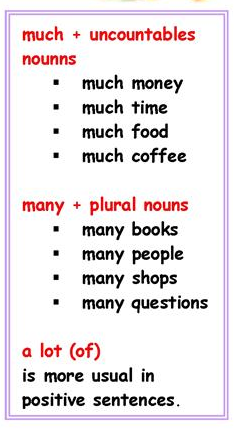 much + uncountables
nounns
▪ much money
▪ much time
▪ much food
▪ much coffee
many + plural nouns
▪ many books
▪ many people
▪ many shops
▪ many questions
a lot (of)
is more usual in
positive sentences.